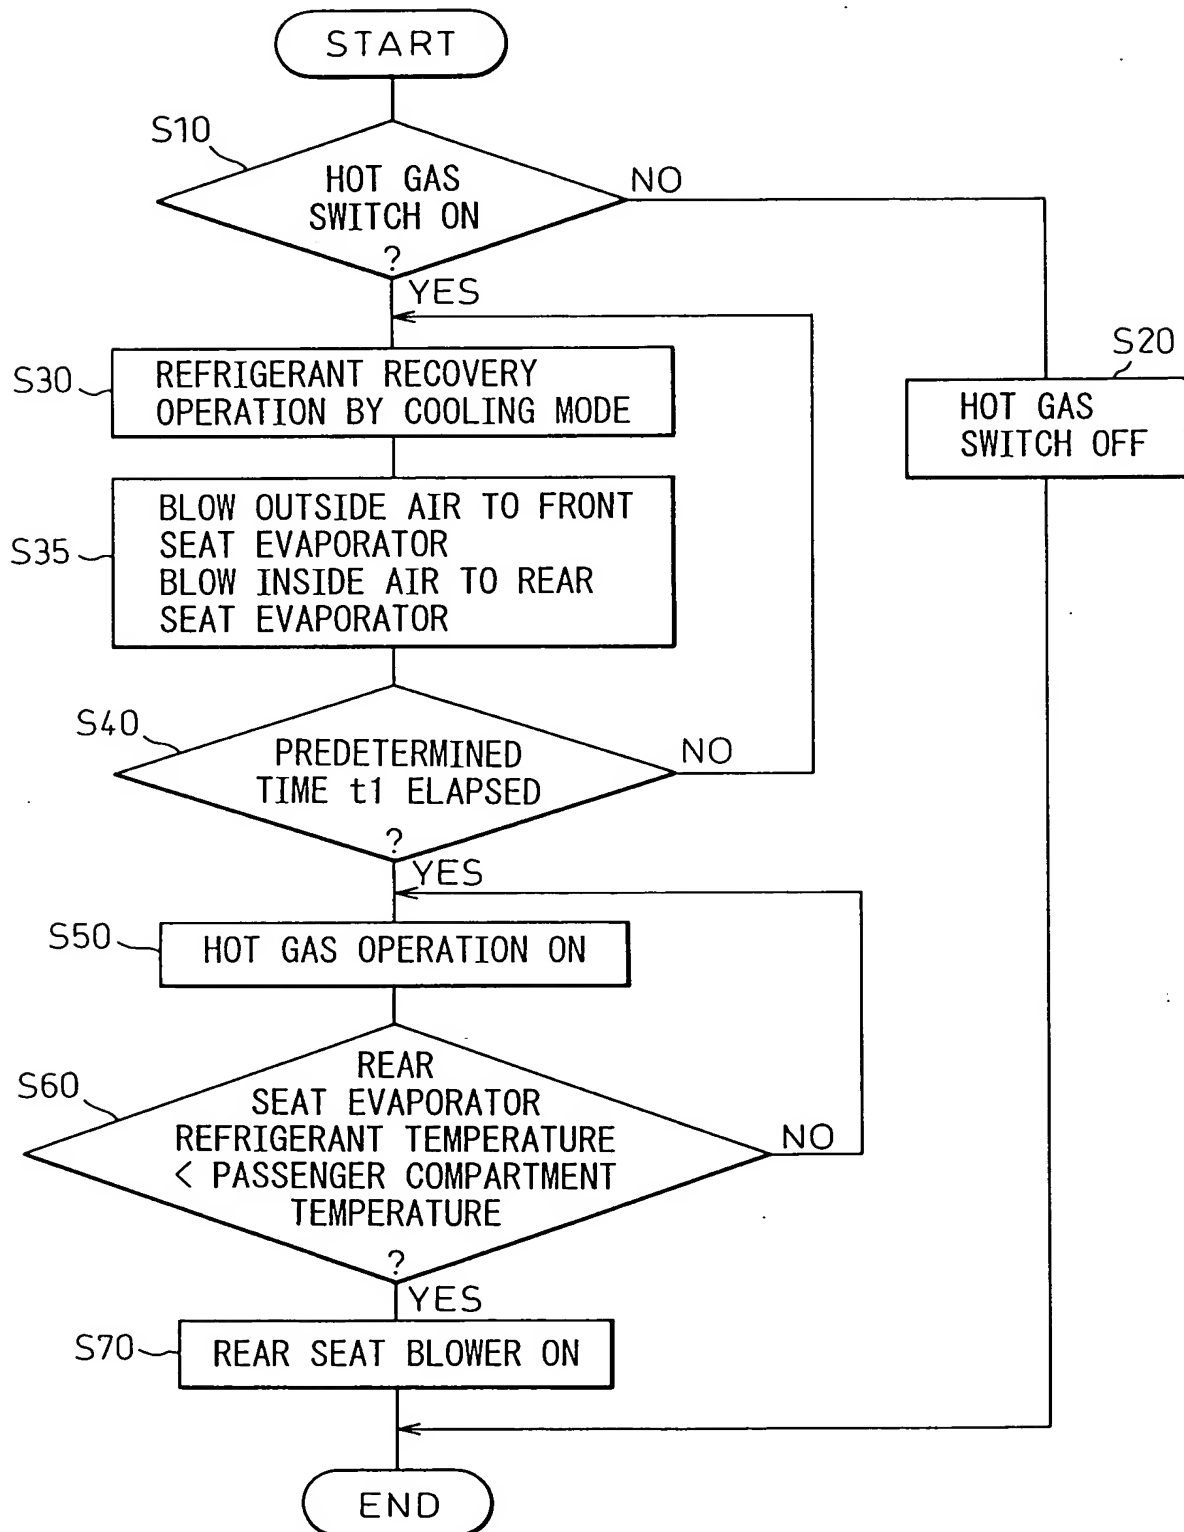 START
S10
HOT GAS
SWITCH ON
?
NO
YES
S20
HOT GAS
SWITCH OFF
S30
REFRIGERANT RECOVERY
OPERATION BY COOLING MODE
S35
BLOW OUTSIDE AIR TO FRONT
SEAT EVAPORATOR
BLOW INSIDE AIR TO REAR
SEAT EVAPORATOR
S40
PREDETERMINED
TIME t1 ELAPSED
?
NO
YES
S50
HOT GAS OPERATION ON
S60
REAR
SEAT EVAPORATOR
REFRIGERANT TEMPERATURE
< PASSENGER COMPARTMENT
TEMPERATURE
?
NO
YES
S70
REAR SEAT BLOWER ON
END